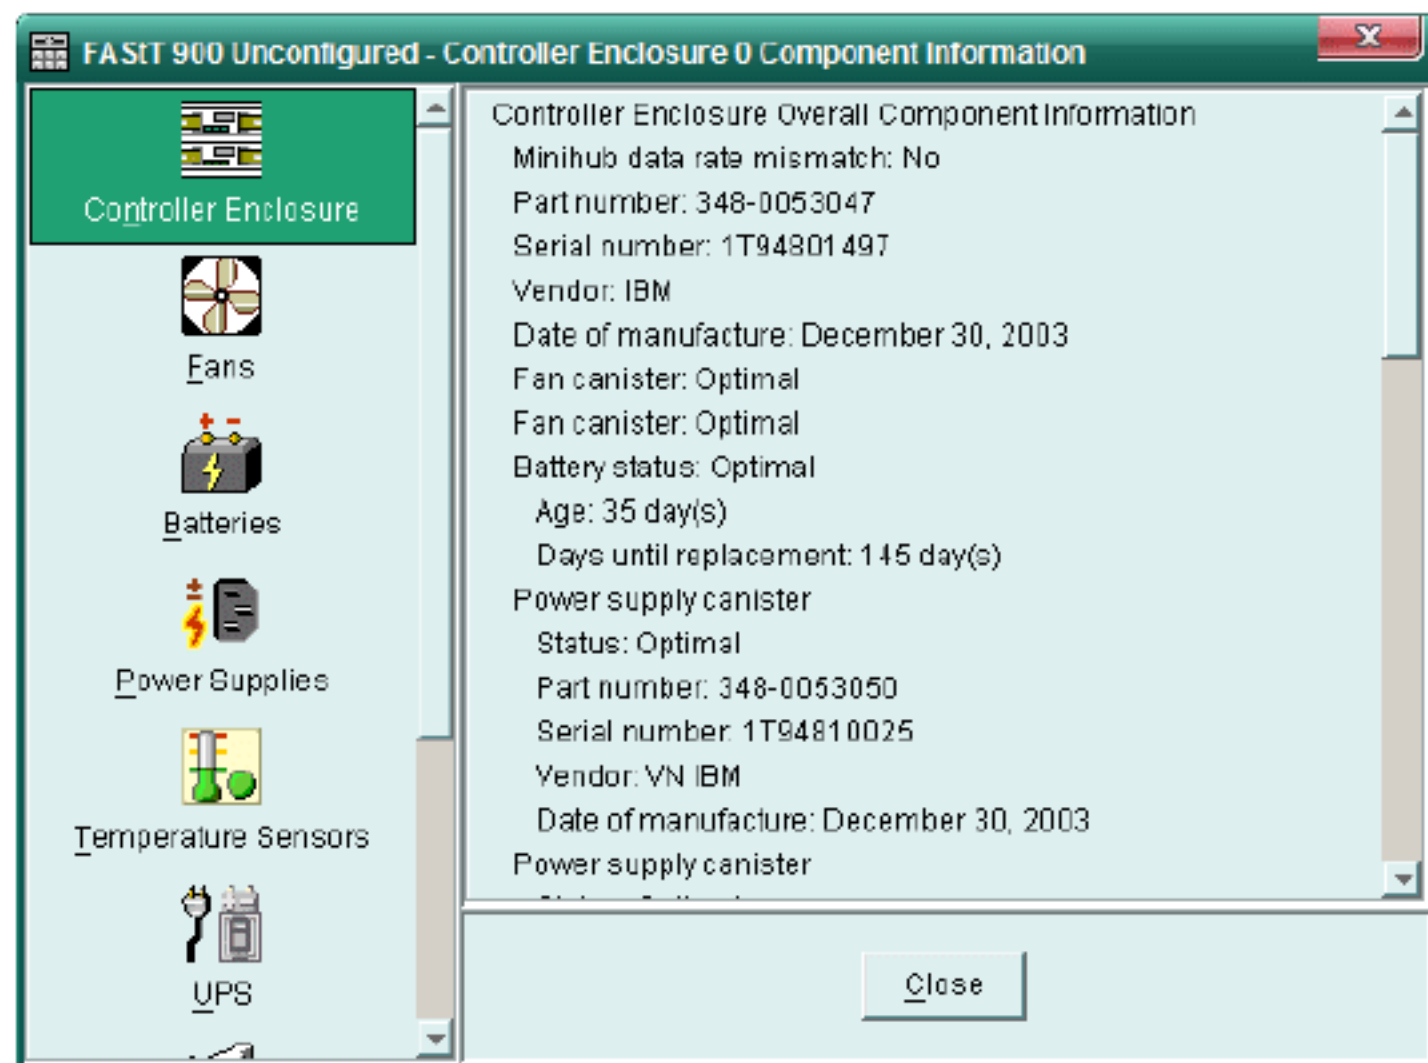 FAStT 900 Unconfigured - Controller Enclosure 0 Component Information
Controller Enclosure
Fans
Batteries
Power Supplies
Temperature Sensors
UPS
Controller Enclosure Overall Component Information
Minihub data rate mismatch: No
Part number: 348-0053047
Serial number: 1T94801497
Vendor: IBM
Date of manufacture: December 30, 2003
Fan canister: Optimal
Fan canister: Optimal
Battery status: Optimal
Age: 35 day(s)
Days until replacement: 145 day(s)
Power supply canister
Status: Optimal
Part number: 348-0053050
Serial number: 1T94810025
Vendor: VN IBM
Date of manufacture: December 30, 2003
Power supply canister
Close